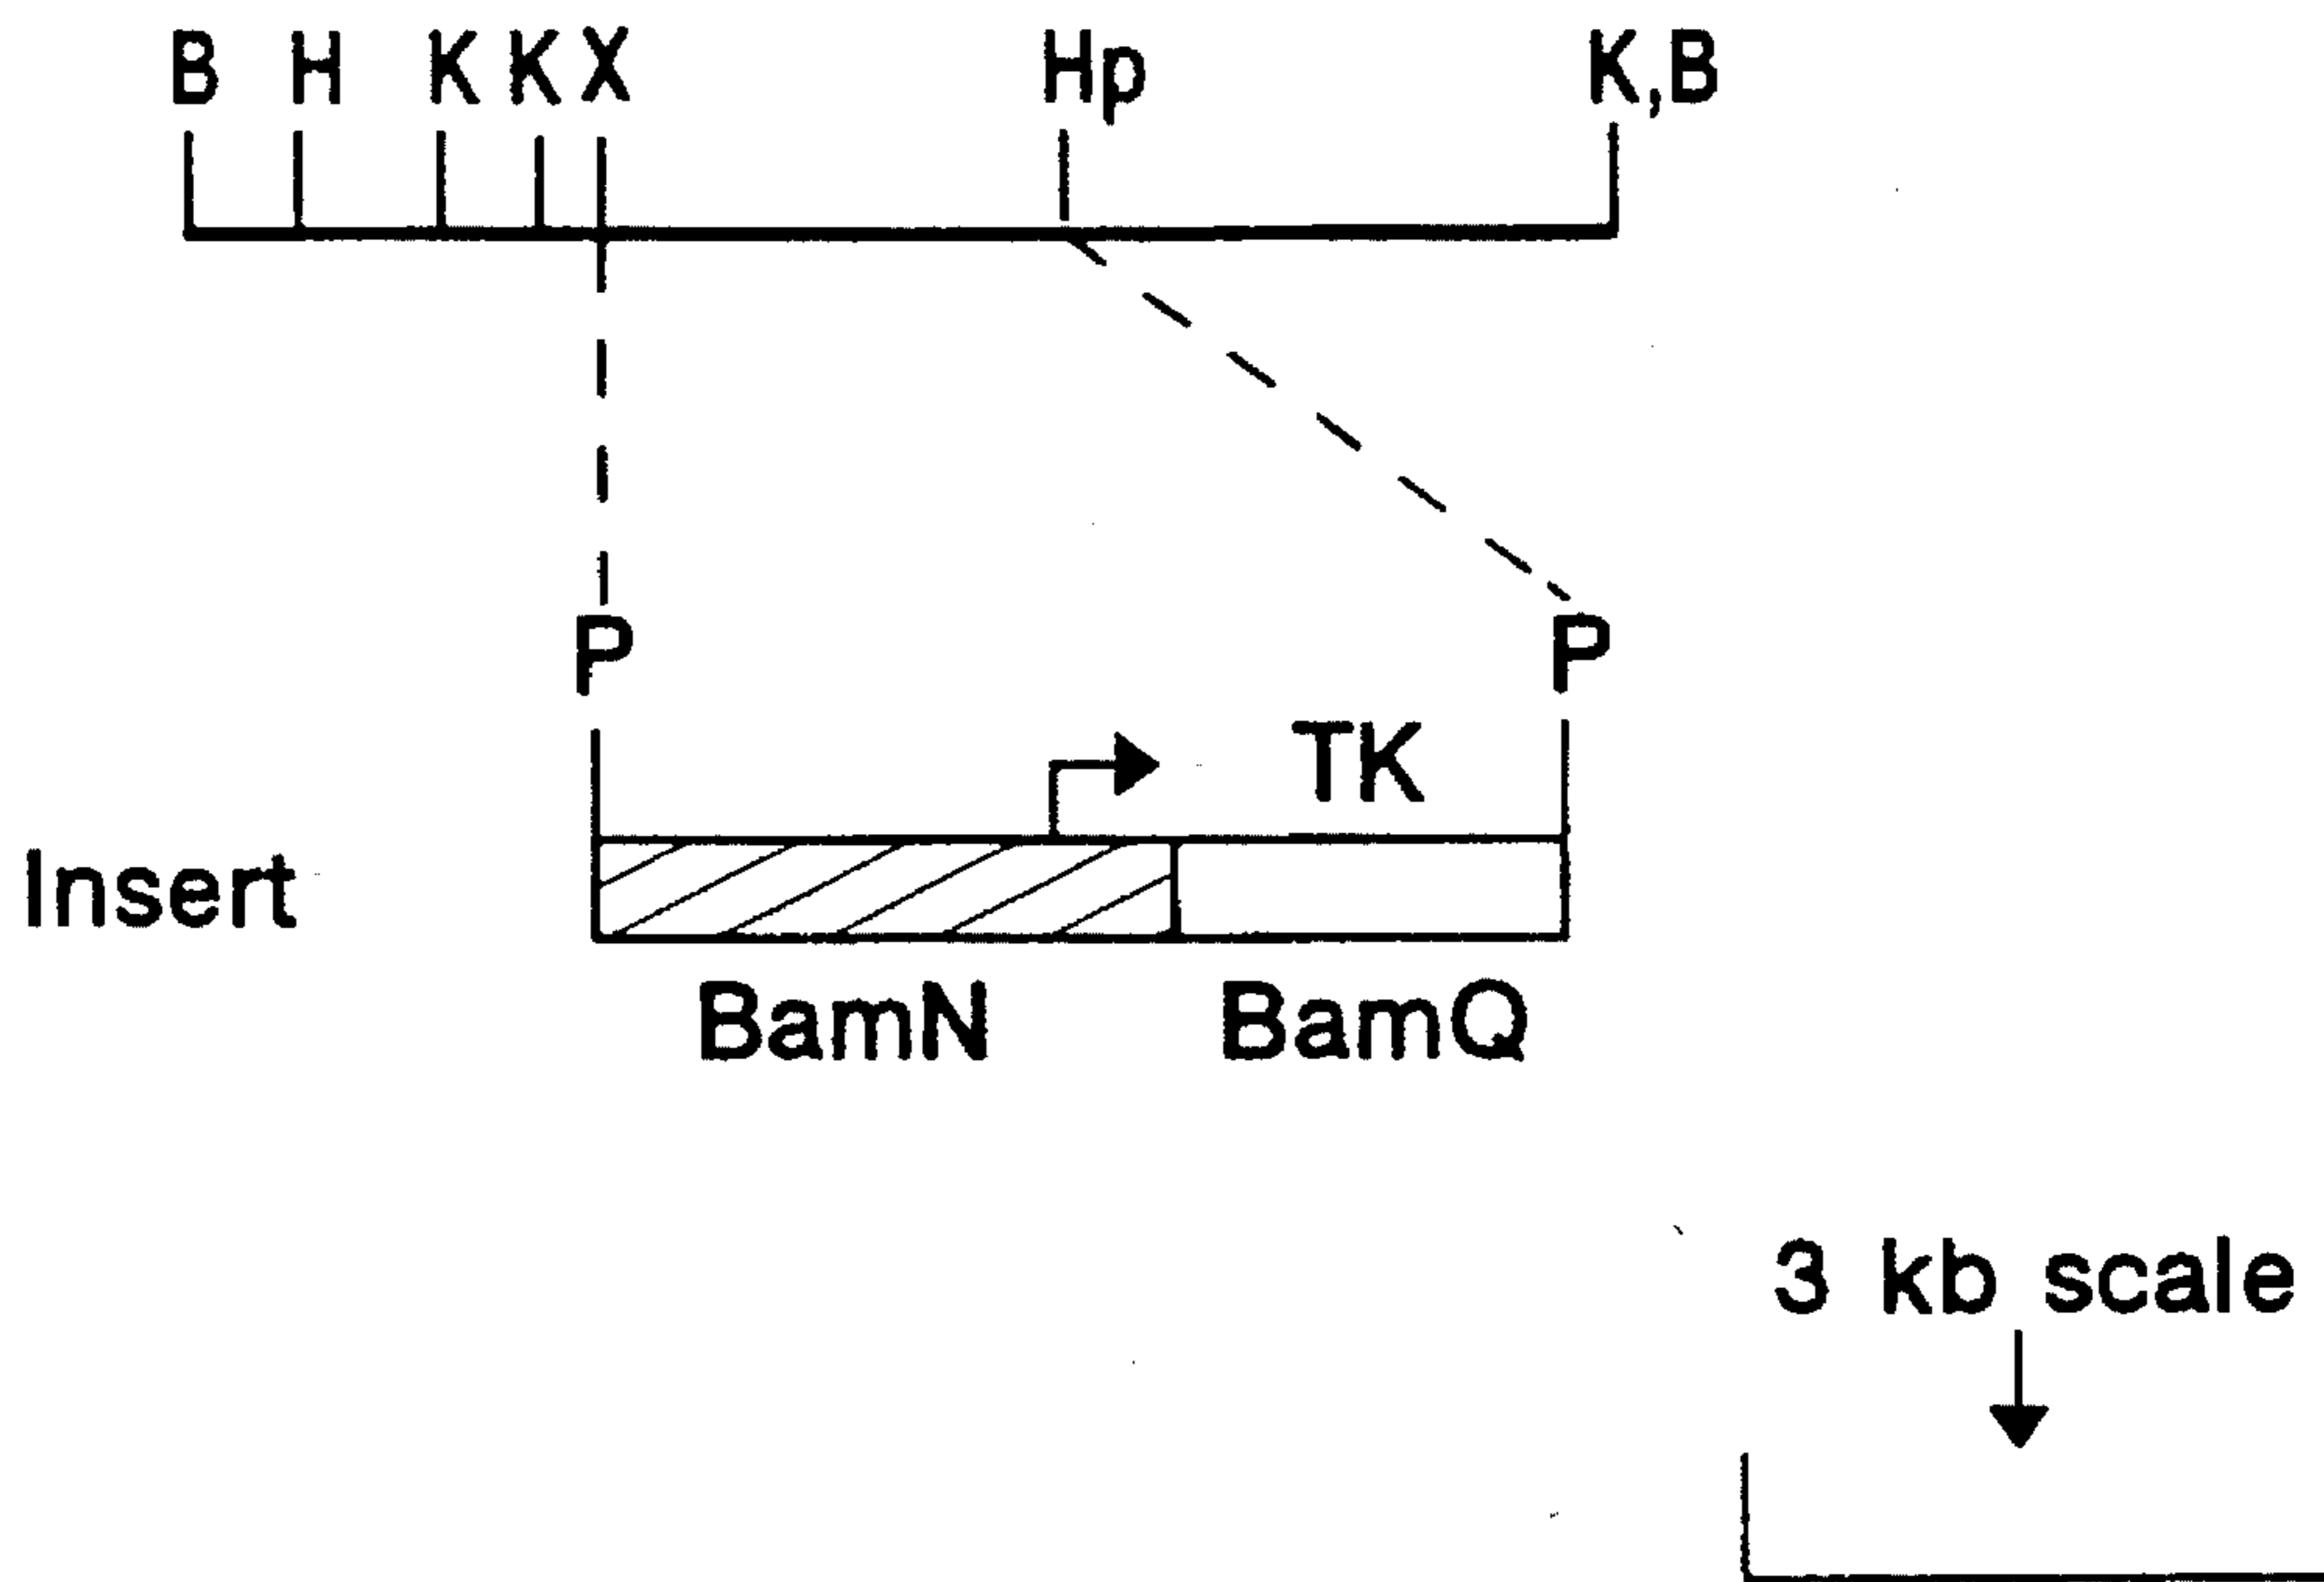 B H K K X Hp K,B
P P
TK
Insert
BamN BamQ
3 kb scale